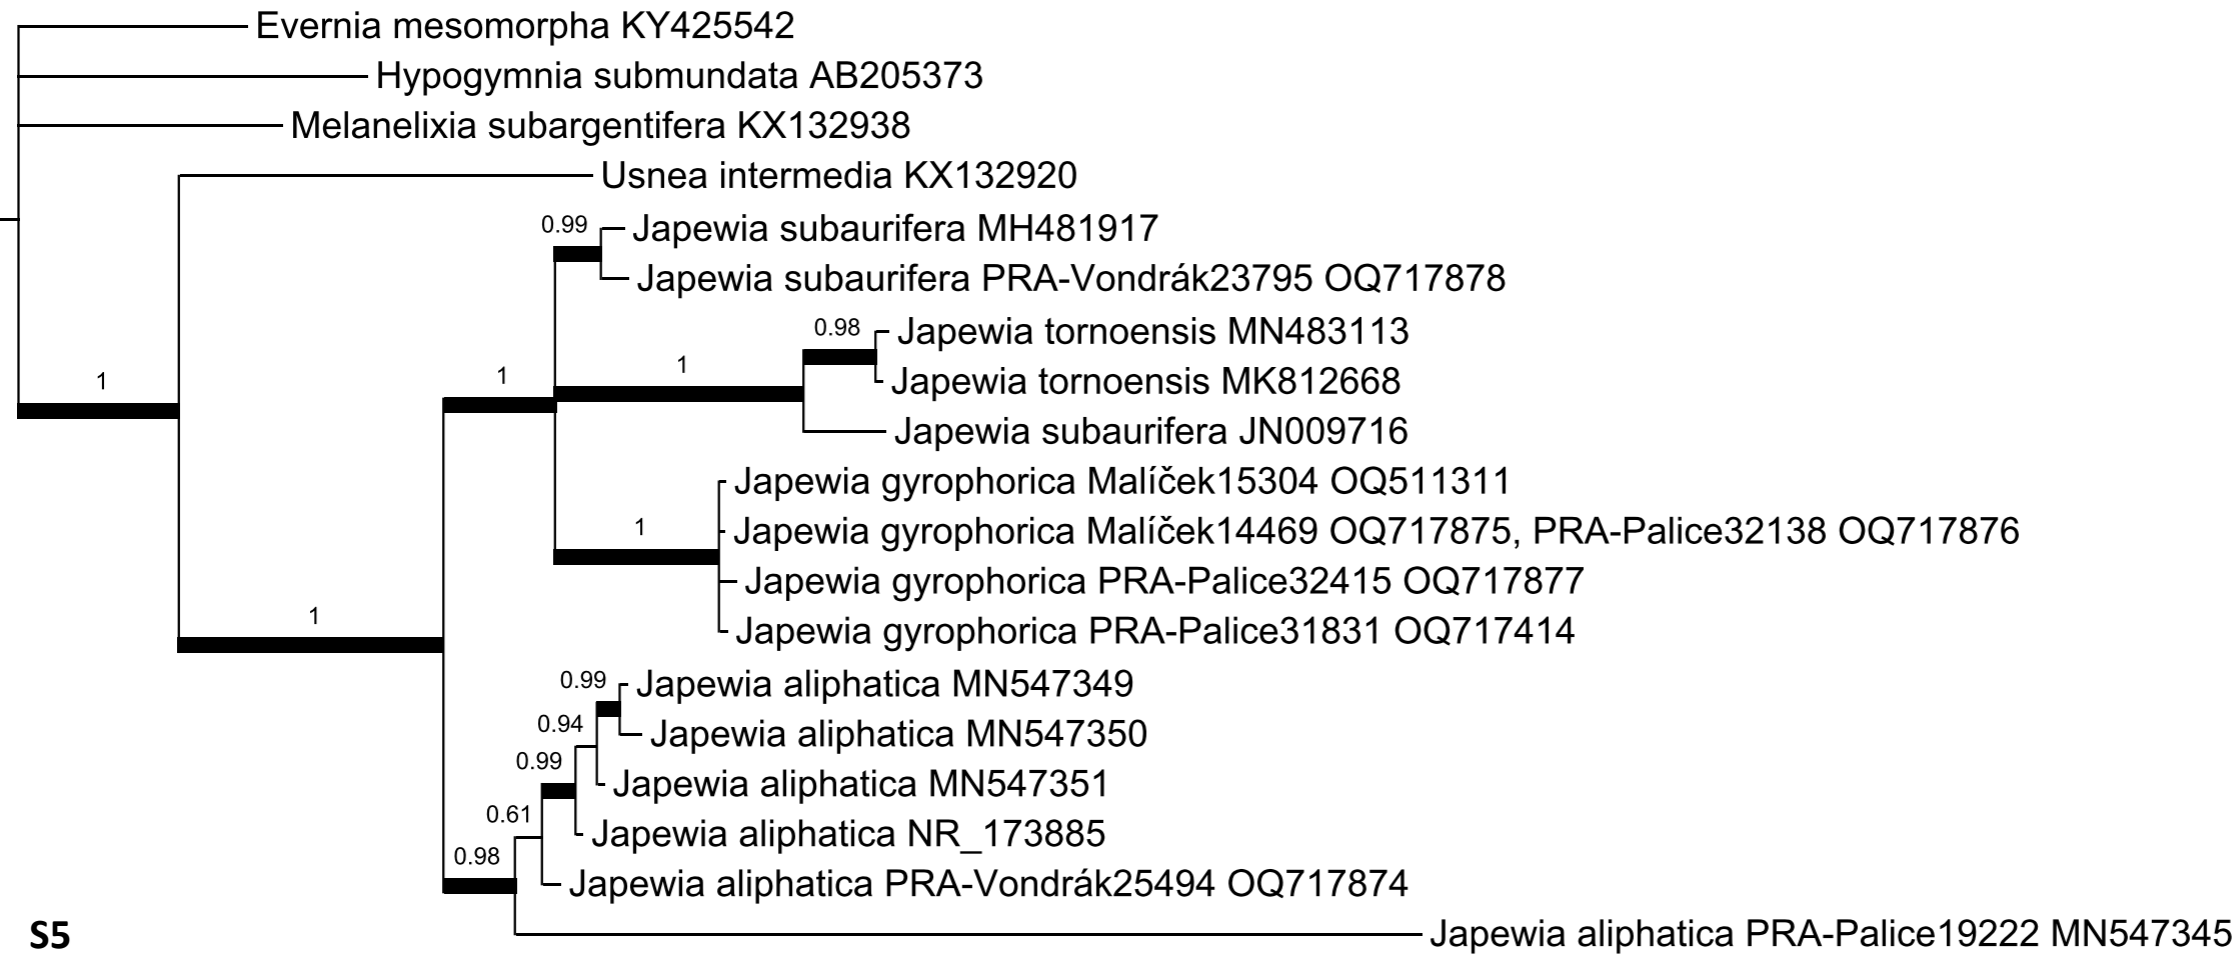 Evernia mesomorpha KY425542
Hypogymnia submundata AB205373
Melanelixia subargentifera KX132938
Usnea intermedia KX132920
0.99
Japewia subaurifera MH481917
Japewia subaurifera PRA-Vondrák23795 OQ717878
0.98
Japewia tornoensis MN483113
1
1
1
Japewia tornoensis MK812668
Japewia subaurifera JN009716
Japewia gyrophorica Malíček15304 OQ511311
1
Japewia gyrophorica Malíček14469 OQ717875, PRA-Palice32138 OQ717876
Japewia gyrophorica PRA-Palice32415 OQ717877
1
Japewia gyrophorica PRA-Palice31831 OQ717414
0.99
Japewia aliphatica MN547349
0.94
Japewia aliphatica MN547350
0.99
Japewia aliphatica MN547351
0.61
Japewia aliphatica NR_173885
0.98
Japewia aliphatica PRA-Vondrák25494 OQ717874
S5
Japewia aliphatica PRA-Palice19222 MN547345